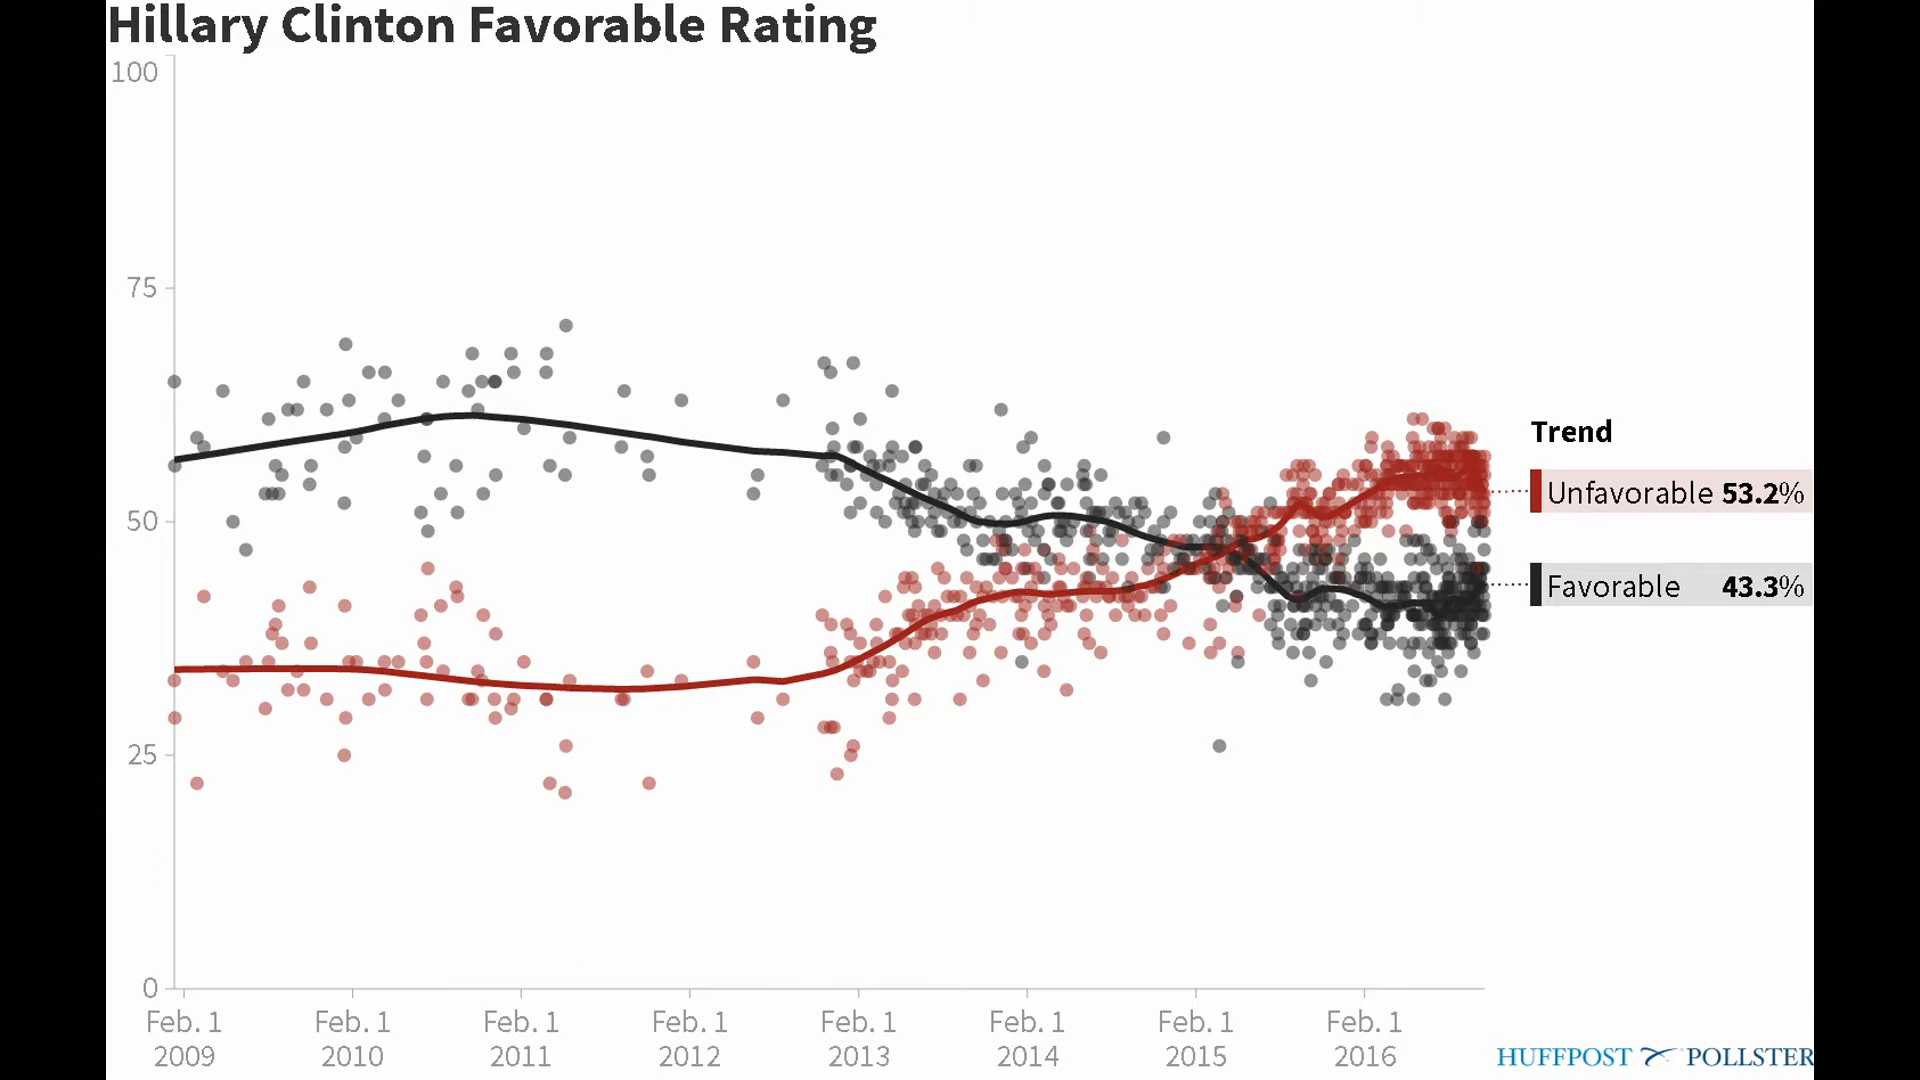 Hillary Clinton Favorable Rating
100
75
50
25
0
Trend
Unfavorable 53.2%
Favorable 43.3%
Feb. 1 Feb. 1 Feb. 1 Feb. 1 Feb. 1 Feb. 1 Feb. 1 Feb. 1
2009 2010 2011 2012 2013 2014 2015 2016
HUFFPOST POLLSTER